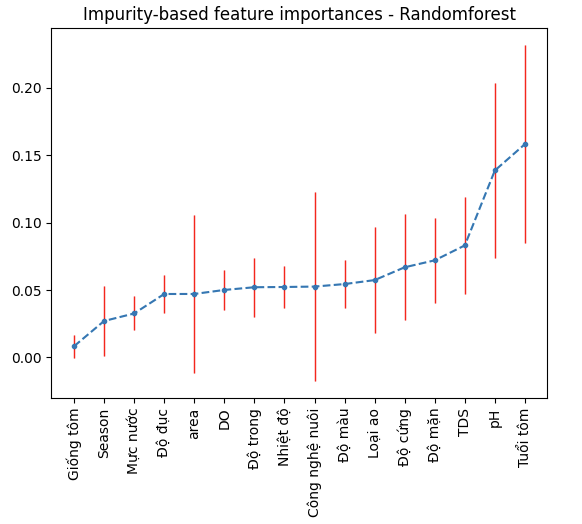 Impurity-based feature importances - Randomforest
0.20
0.15
0.10
0.05
0.00
Giống tôm
Season
Mực nước
Độ đục
area
DO
Độ trong
Nhiệt độ
Công nghệ nuôi
Độ màu
Loại ao
Độ cứng
Độ mặn
TDS
pH
Tuổi tôm